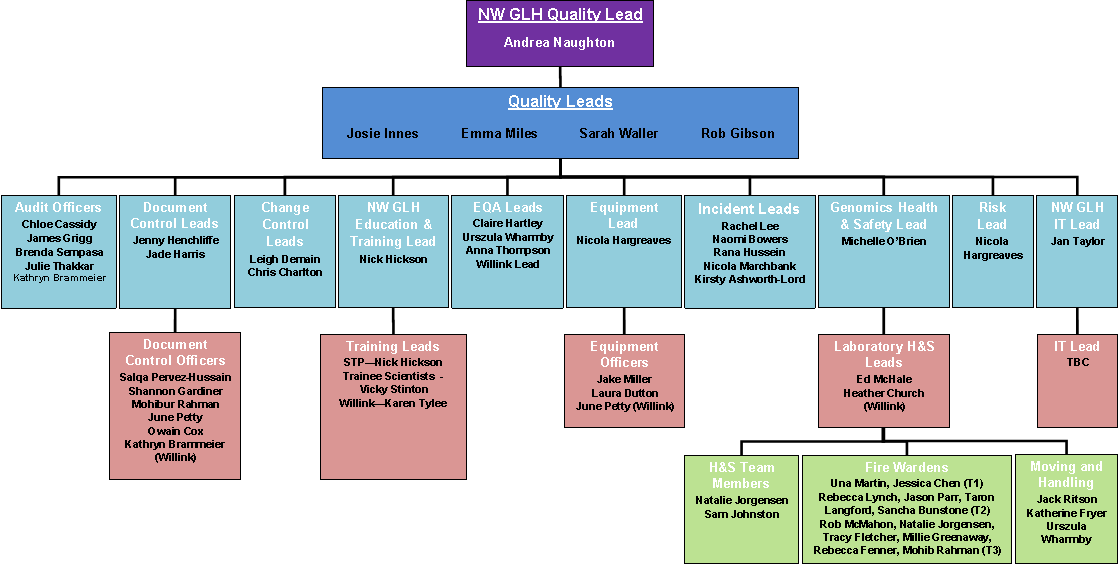 NW GLH Quality Lead
Andrea Naughton
Quality Leads
Josie Innes
Emma Miles
Sarah Waller
Rob Gibson
Audit Officers
Chloe Cassidy
James Grigg
Brenda Sempasa
Julie Thakkar
Kathryn Brammeier
Document
Control Leads
Jenny Henchliffe
Jade Harris
Change
Control
Leads
Leigh Demain
Chris Charlton
NW GLH
Education &
Training Lead
Nick Hickson
EQA Leads
Claire Hartley
Urszula Wharmby
Anna Thompson
Willink Lead
Equipment
Lead
Nicola Hargreaves
Incident Leads
Rachel Lee
Naomi Bowers
Rana Hussein
Nicola Marchbank
Kirsty Ashworth-Lord
Genomics Health
& Safety Lead
Michelle O'Brien
Risk
Lead
Nicola
Hargreaves
NW GLH
IT Lead
Jan Taylor
Document
Control Officers
Salqa Pervez-Hussain
Shannon Gardiner
Mohibur Rahman
June Petty
Owain Cox
Kathryn Brammeier
(Willink)
Training Leads
STP—Nick Hickson
Trainee Scientists -
Vicky Stinton
Willink—Karen Tylee
Equipment
Officers
Jake Miller
Laura Dutton
June Petty (Willink)
Laboratory H&S
Leads
Ed McHale
Heather Church
(Willink)
IT Lead
TBC
H&S Team
Members
Natalie Jorgensen
Sam Johnston
Fire Wardens
Una Martin, Jessica Chen (T1)
Rebecca Lynch, Jason Parr, Taron
Langford, Sancha Bunstone (T2)
Rob McMahon, Natalie Jorgensen,
Tracy Fletcher, Millie Greenaway,
Rebecca Fenner, Mohib Rahman (T3)
Moving and
Handling
Jack Ritson
Katherine Fryer
Urszula
Wharmby